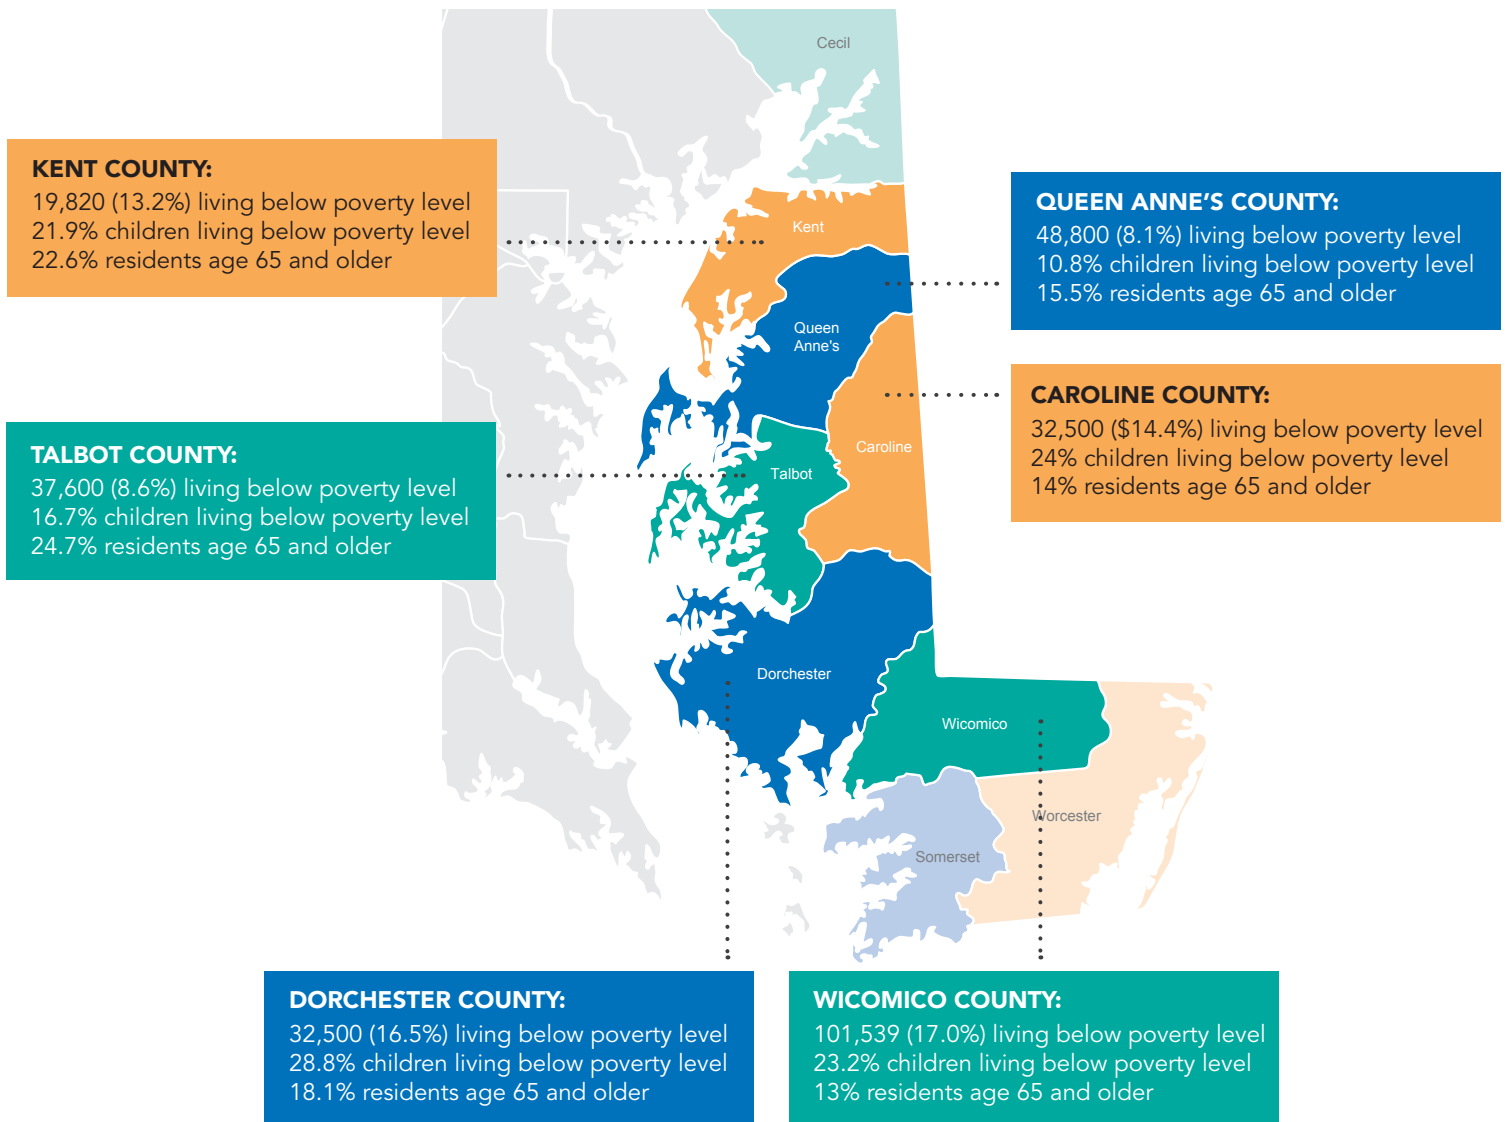 Cecil
KENT COUNTY:
19,820 (13.2%) living below poverty level
21.9% children living below poverty level
22.6% residents age 65 and older
Kent
QUEEN ANNE'S COUNTY:
48,800 (8.1%) living below poverty level
10.8% children living below poverty level
15.5% residents age 65 and older
Queen
Anne's
CAROLINE COUNTY:
32,500 ($14.4%) living below poverty level
24% children living below poverty level
14% residents age 65 and older
Caroline
TALBOT COUNTY:
37,600 (8.6%) living below poverty level
16.7% children living below poverty level
24.7% residents age 65 and older
Talbot
Dorchester
Wicomico
Worcester
Somerset
DORCHESTER COUNTY:
32,500 (16.5%) living below poverty level
28.8% children living below poverty level
18.1% residents age 65 and older
WICOMICO COUNTY:
101,539 (17.0%) living below poverty level
23.2% children living below poverty level
13% residents age 65 and older